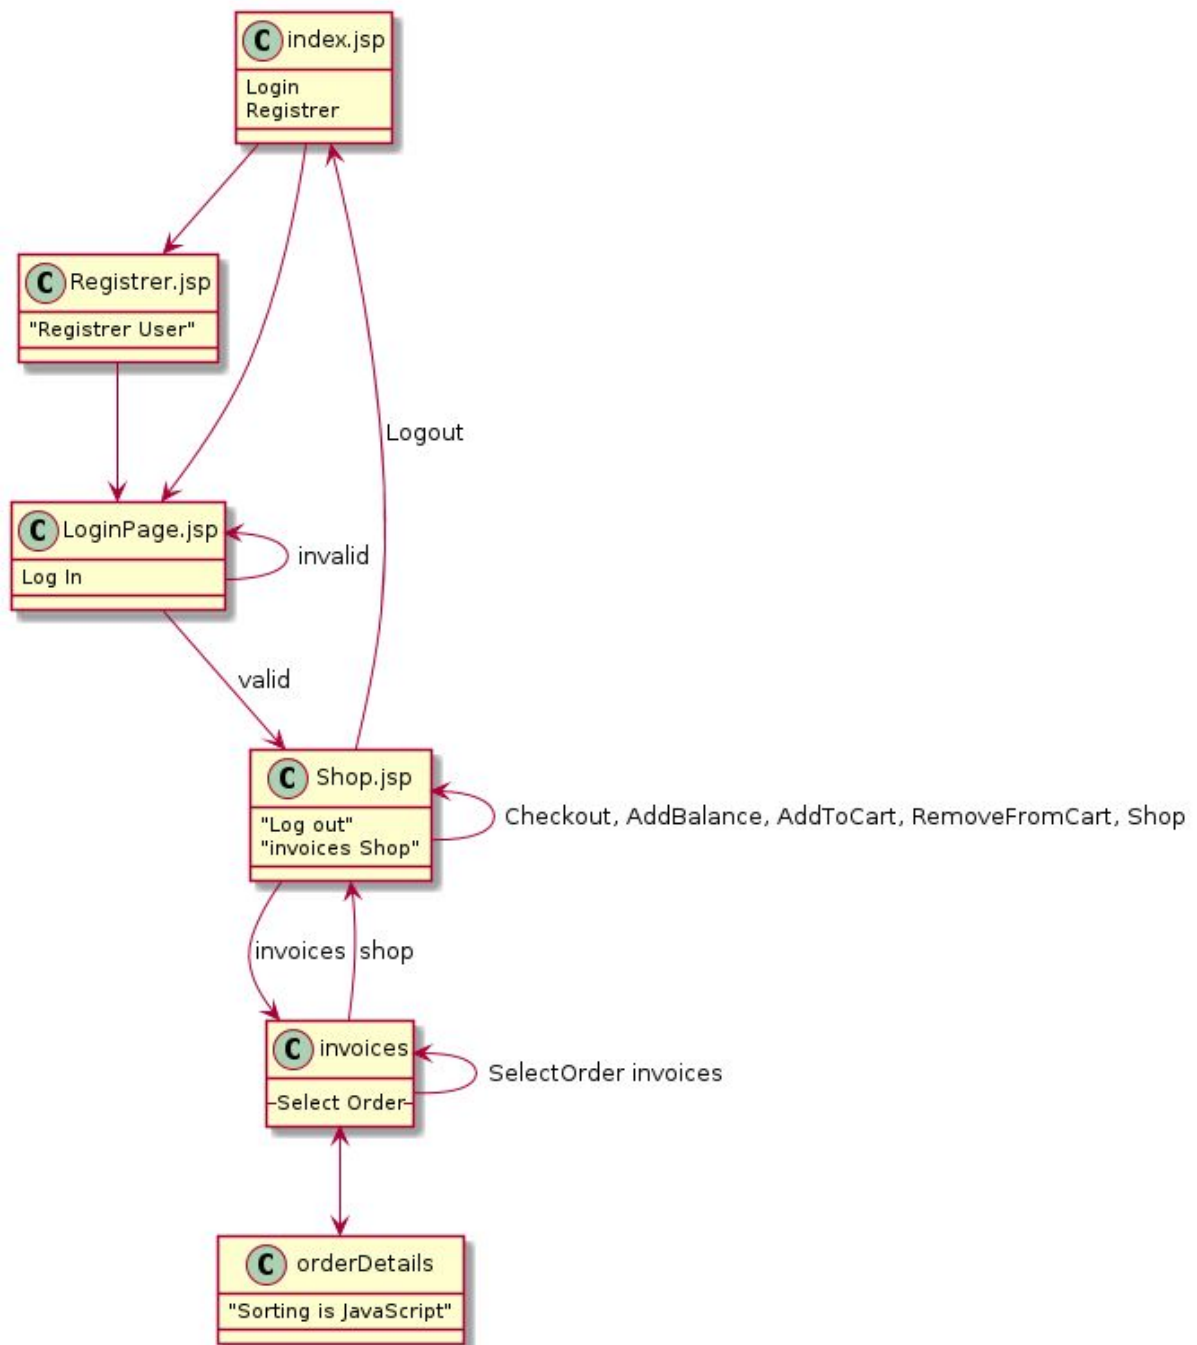 C index.jsp
Login
Registrer
C Registrer.jsp
"Registrer User"
Logout
C LoginPage.jsp
Log In
invalid
valid
C Shop.jsp
"Log out"
"invoices Shop"
Checkout, AddBalance, AddToCart, RemoveFromCart, Shop
invoices
shop
C invoices
Select Order
SelectOrder invoices
C orderDetails
"Sorting is JavaScript"